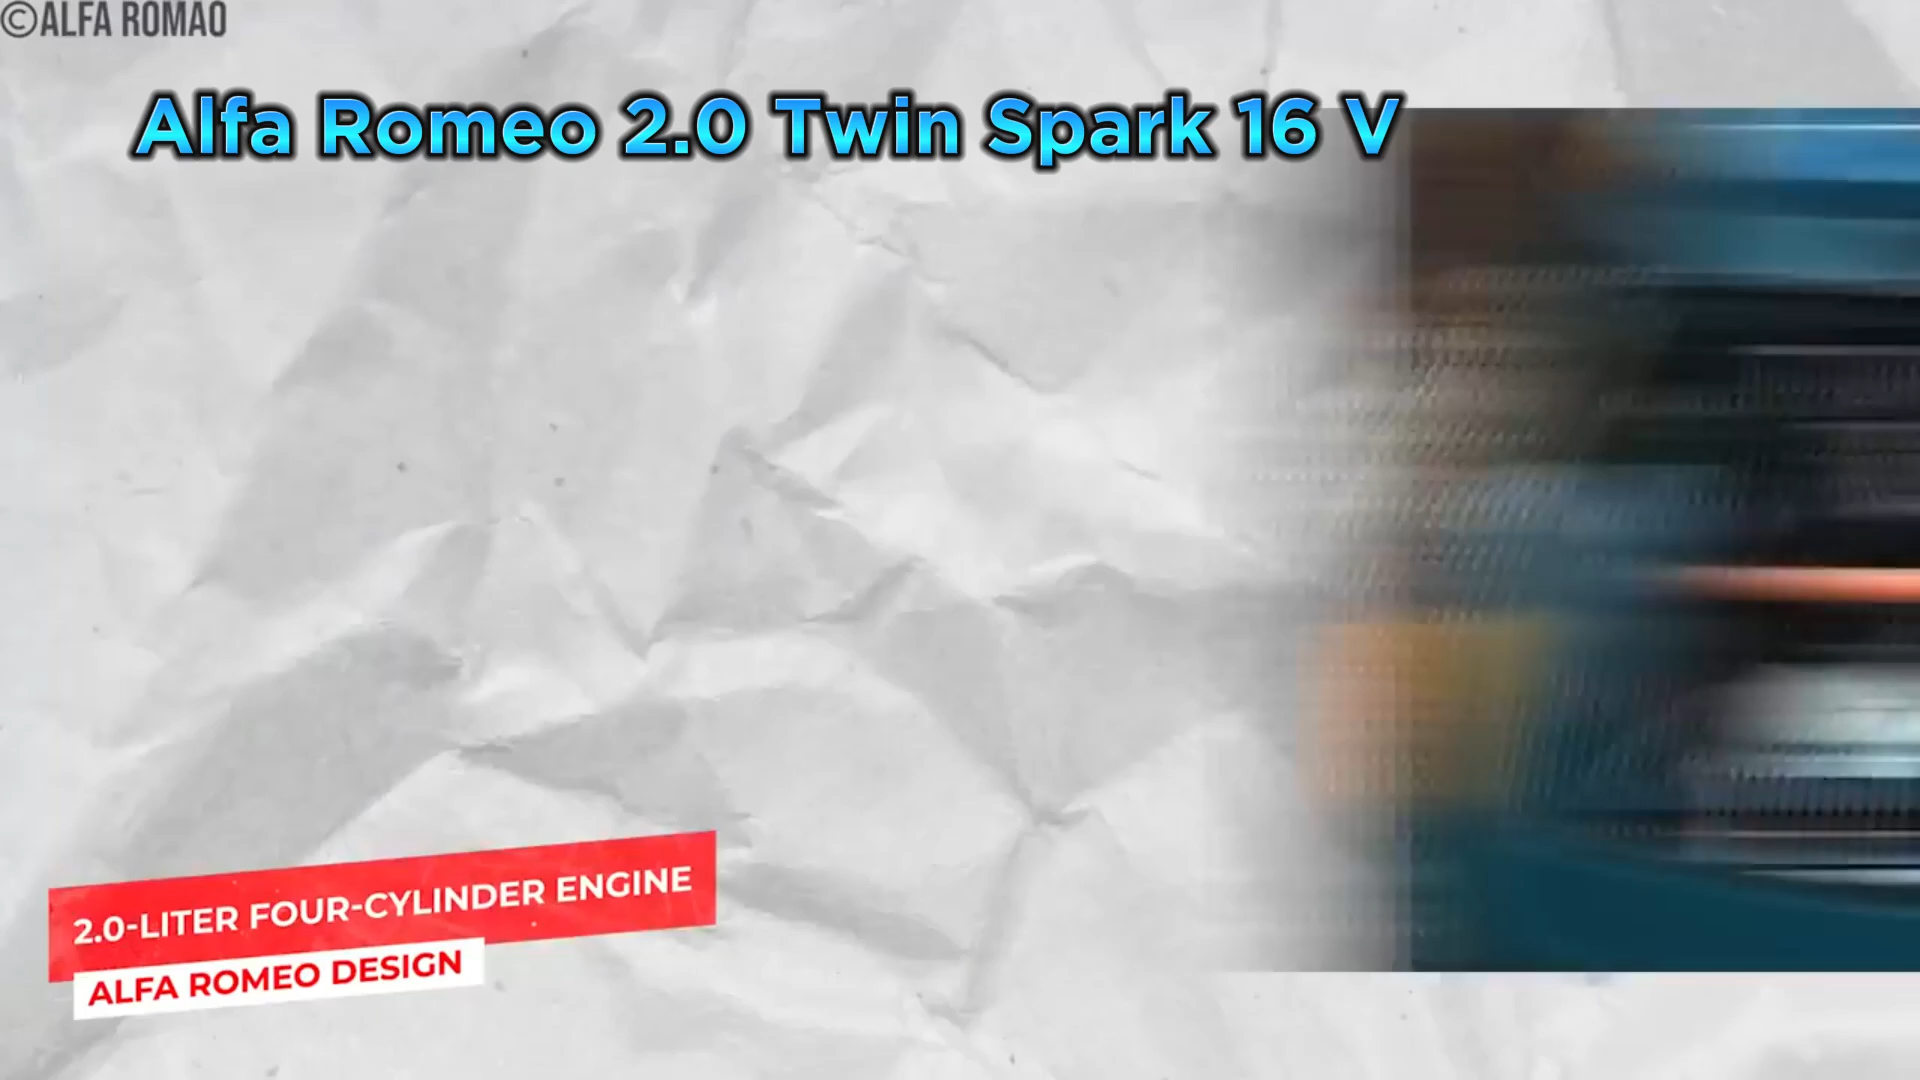 ©ALFA ROMAO
Alfa Romeo 2.0 Twin Spark 16 V
2.0-LITER FOUR-CYLINDER ENGINE
ALFA ROMEO DESIGN